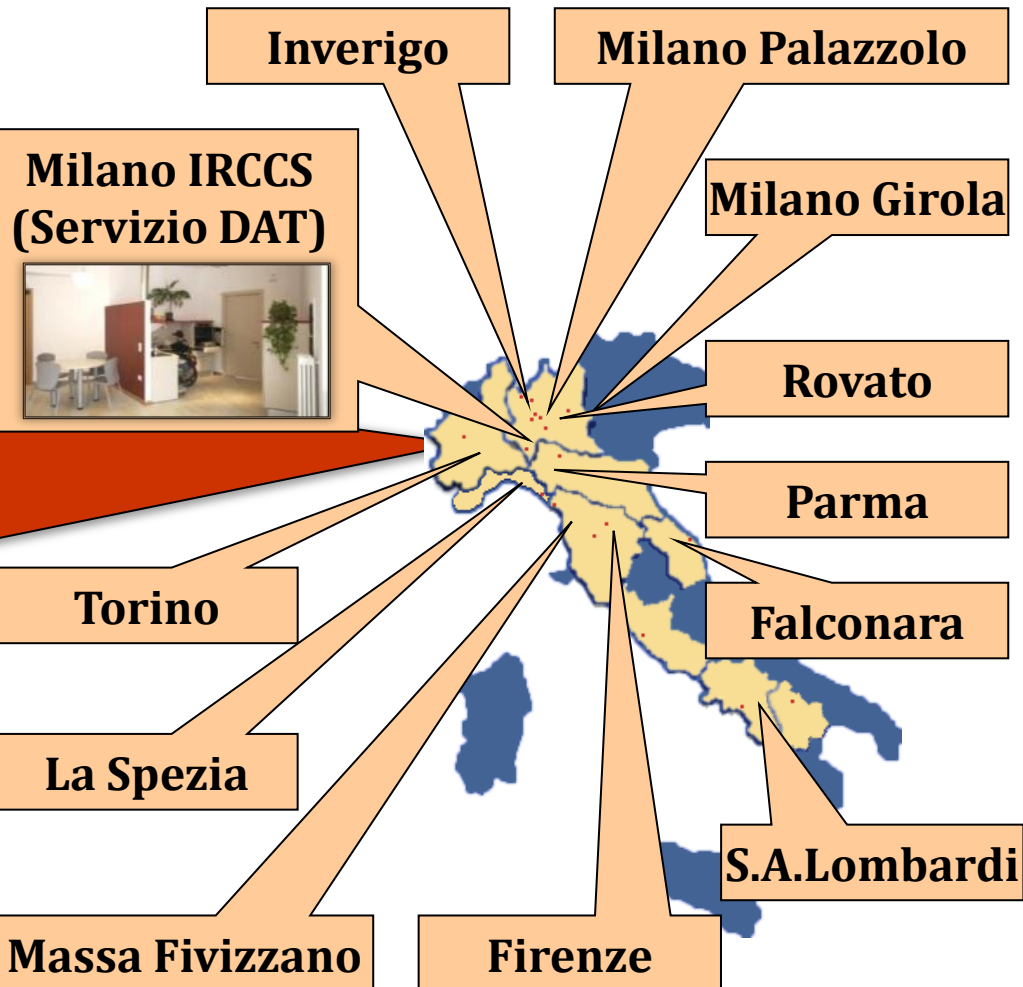 Inverigo
Milano Palazzolo
Milano IRCCS
(Servizio DAT)
Milano Girola
Rovato
Parma
Torino
Falconara
La Spezia
S.A.Lombardi
Massa Fivizzano
Firenze